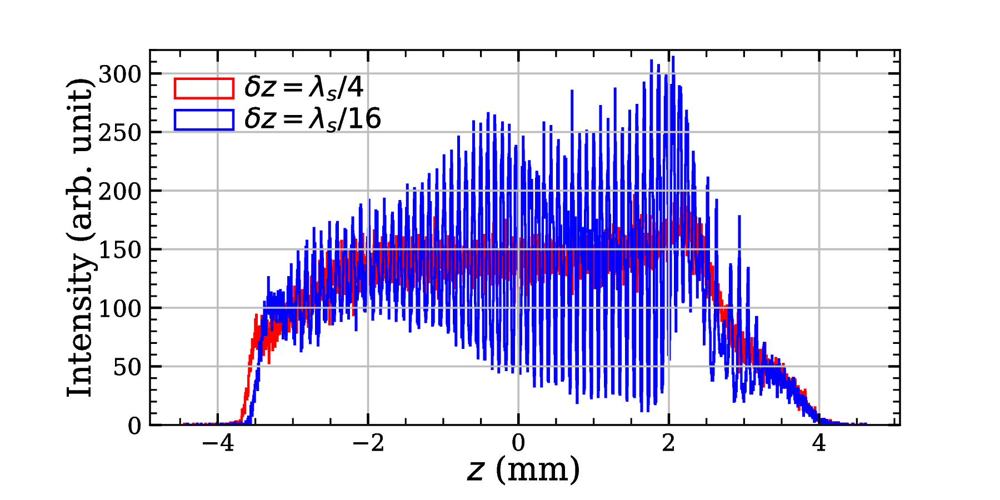 Intensity (arb. unit)
300
250
200
150
100
50
0
δz = λₛ/4
δz = λₛ/16
−4 −2 0 2 4
z (mm)